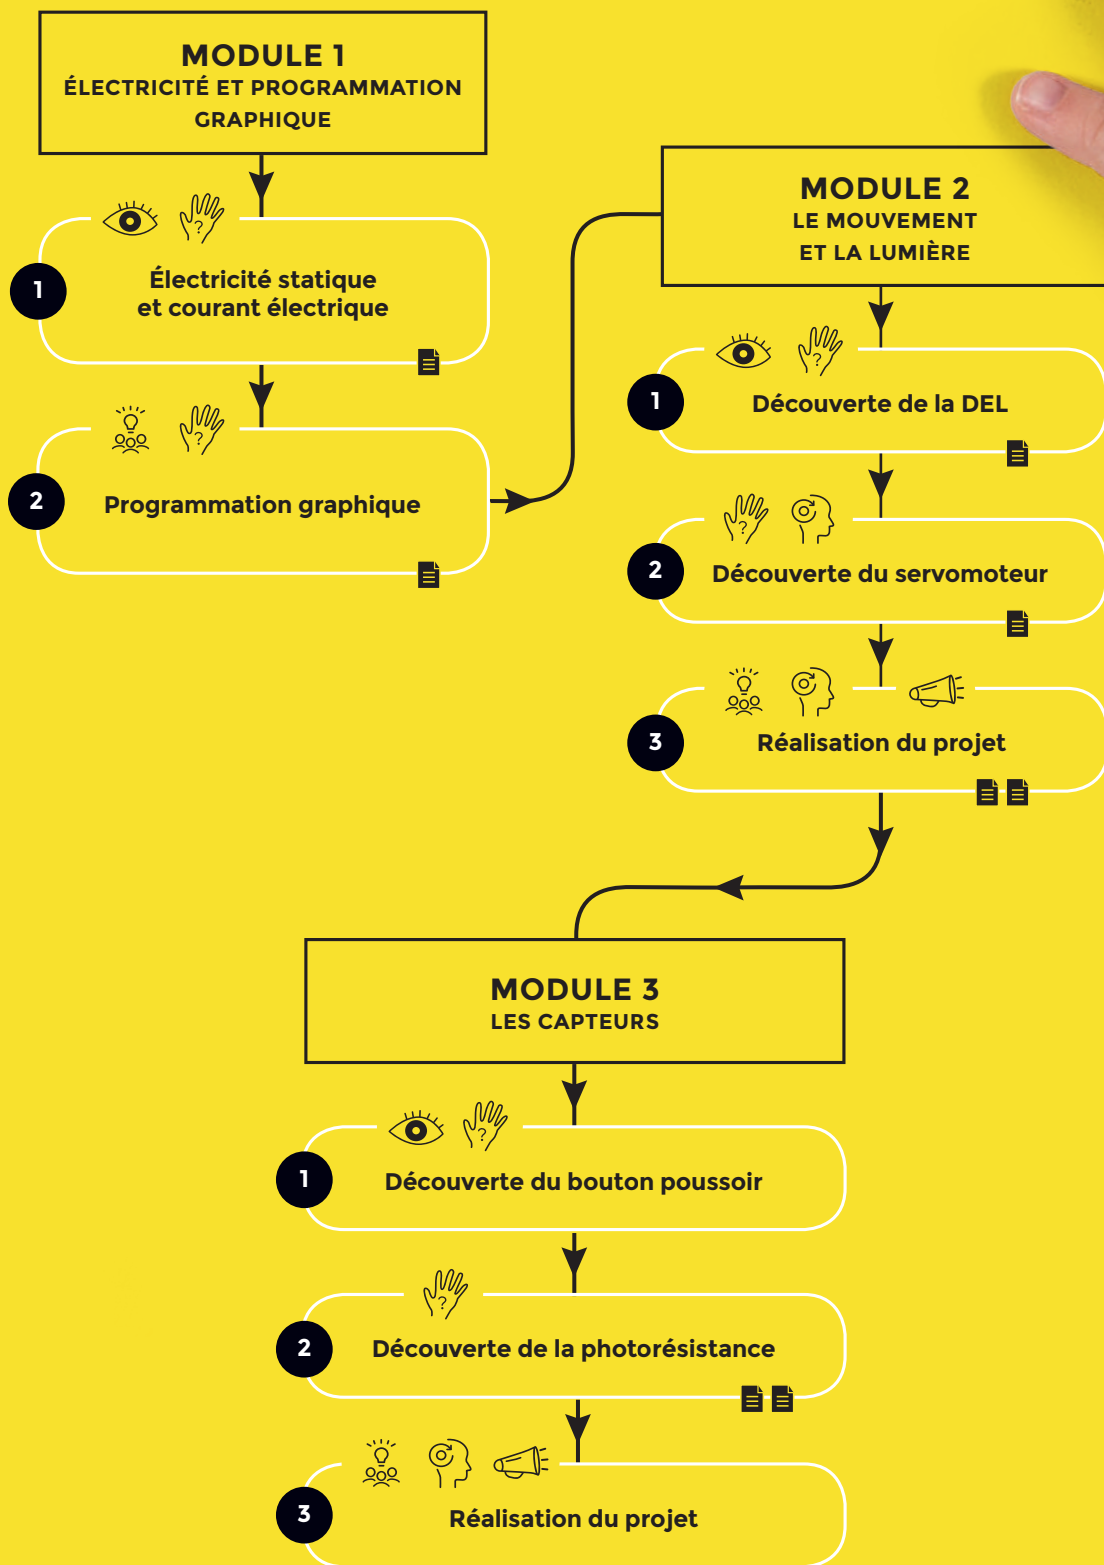 MODULE 1
ÉLECTRICITÉ ET PROGRAMMATION
GRAPHIQUE
1
Électricité statique
et courant électrique
2
Programmation graphique
MODULE 2
LE MOUVEMENT
ET LA LUMIÈRE
1
Découverte de la DEL
2
Découverte du servomoteur
3
Réalisation du projet
MODULE 3
LES CAPTEURS
1
Découverte du bouton poussoir
2
Découverte de la photorésistance
3
Réalisation du projet